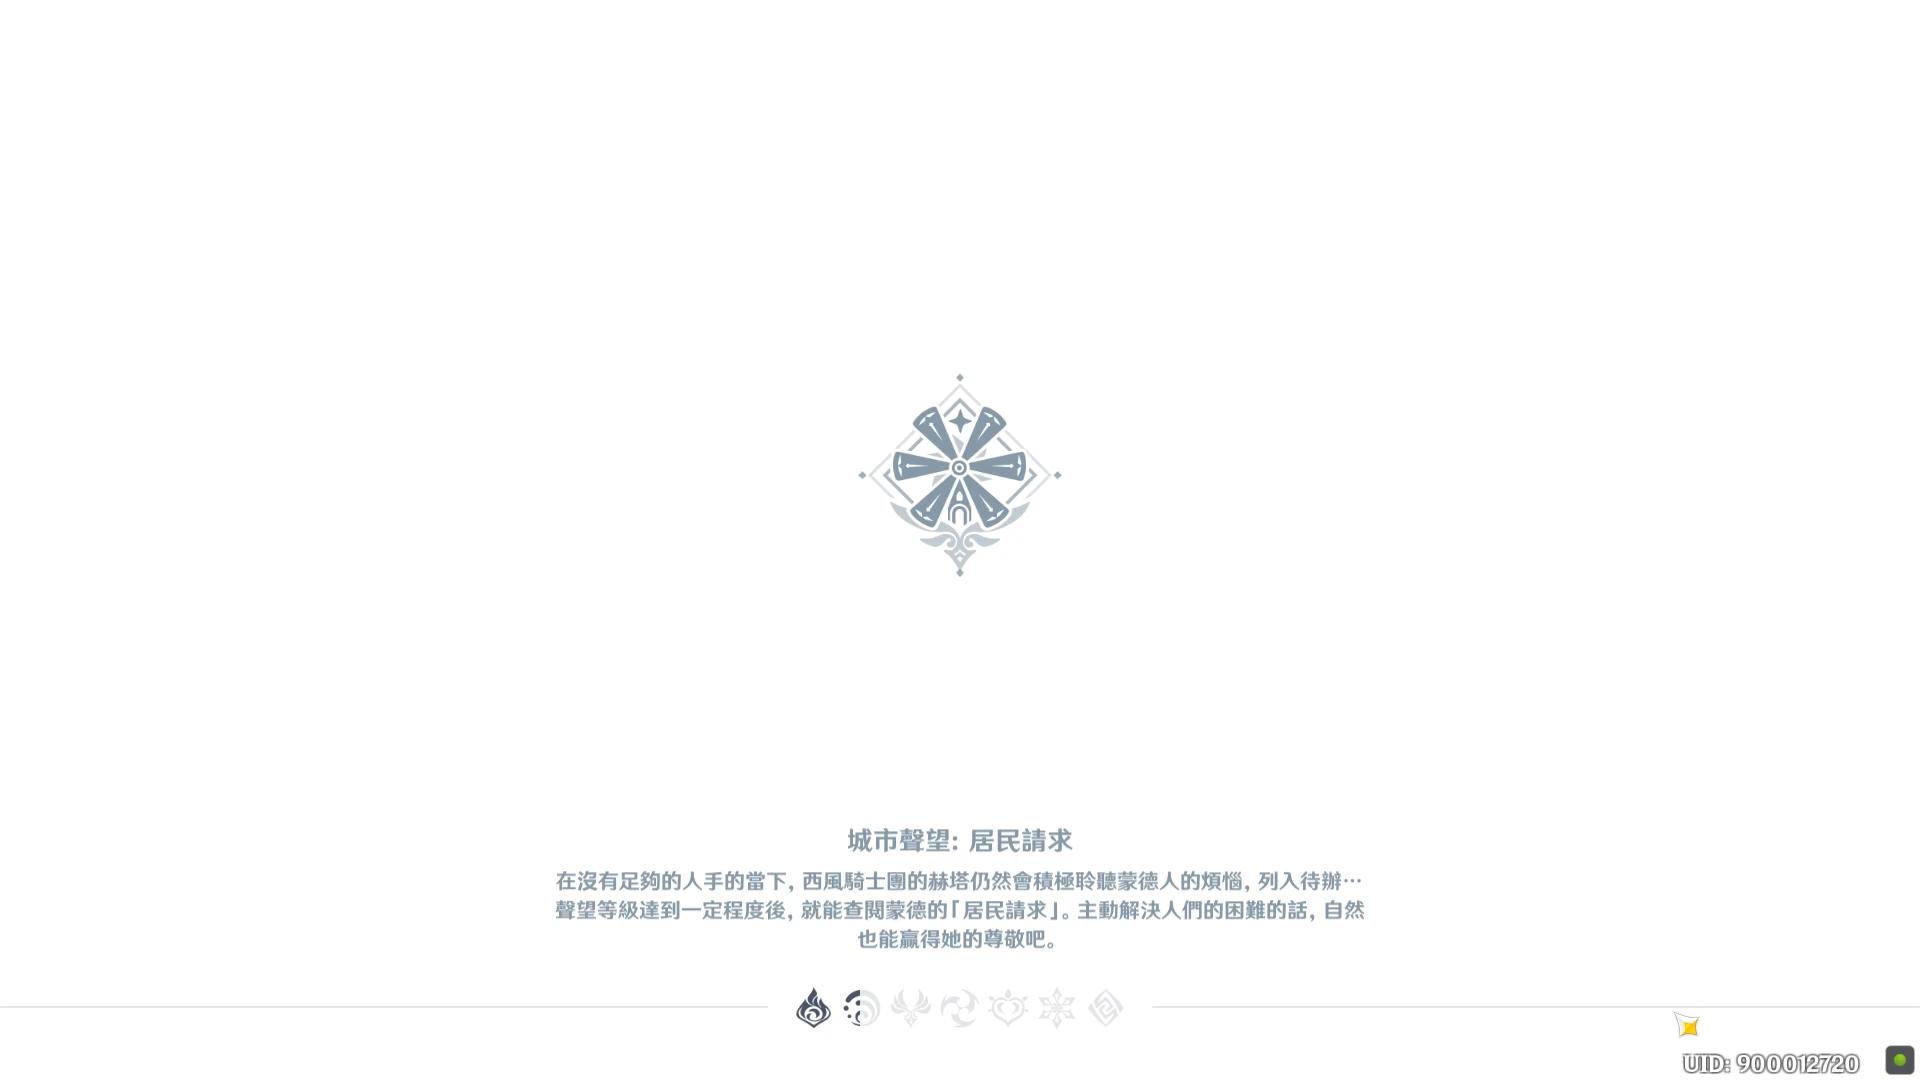 城市聲望: 居民請求
在沒有足夠的人手的當下, 西風騎士團的赫塔仍然會積極聆聽蒙德人的煩惱, 列入待辦…
聲望等級達到一定程度後, 就能查閱蒙德的「居民請求」。主動解決人們的困難的話, 自然
也能贏得她的尊敬吧。
UID: 900012720